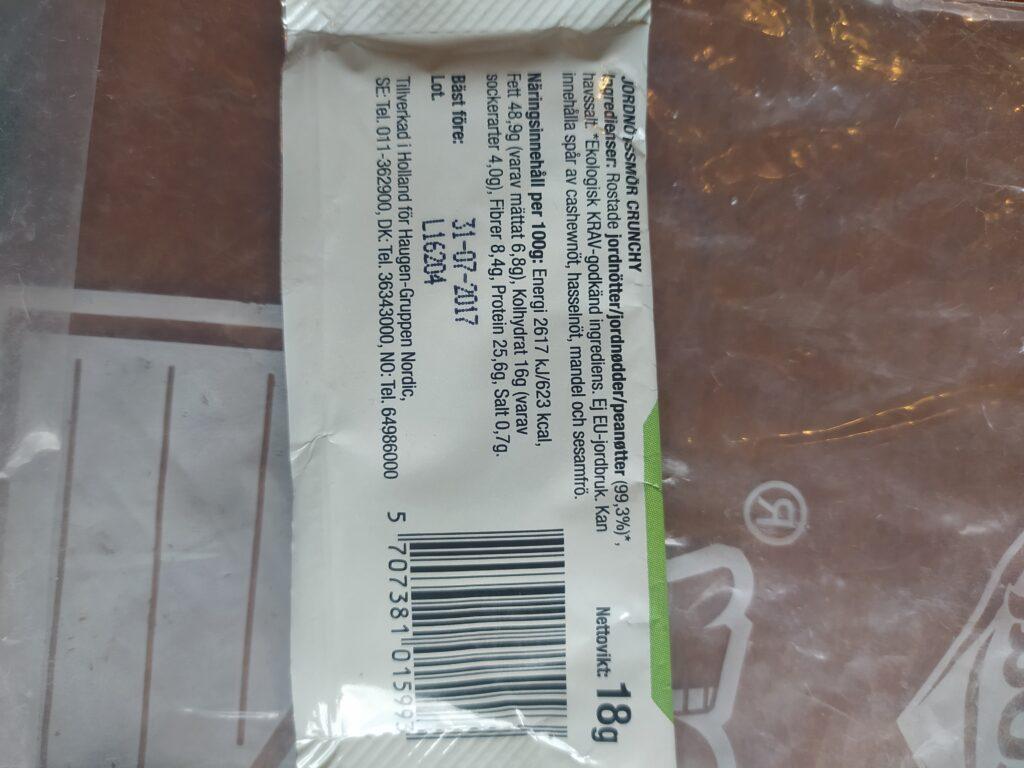 JORDNÖTSSMÖR CRUNCHY
Ingredienser: Rostade jordnötter/jordnødder/peanøtter (99,3%)*,
havssalt. *Ekologisk KRAV-godkänd ingrediens. Ej EU-jordbruk. Kan
innehålla spår av cashewnöt, hasselnöt, mandel och sesamfrö.
Näringsinnehåll per 100g: Energi 2617 kJ/623 kcal,
Fett 48,9g (varav mättat 6,8g), Kolhydrat 16g (varav
sockerarter 4,0g), Fibrer 8,4g, Protein 25,6g, Salt 0,7g.
Bäst före: 31-07-2017
Lot. L16204
Tillverkad i Holland för Haugen-Gruppen Nordic,
SE: Tel. 011-362900, DK: Tel. 36343000, NO: Tel. 64986000
Nettovikt: 18g
5 707381 01599
®